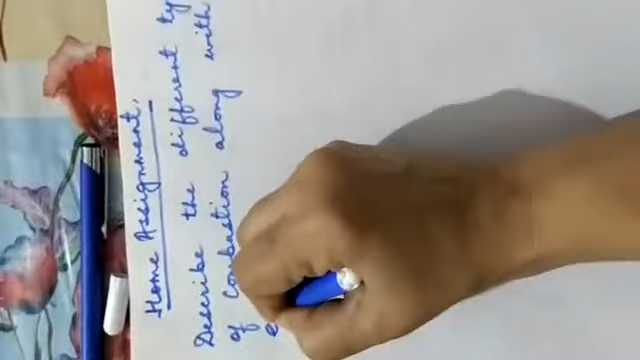 Home Assignment.
Describe the different ty
of Combustion along with
e